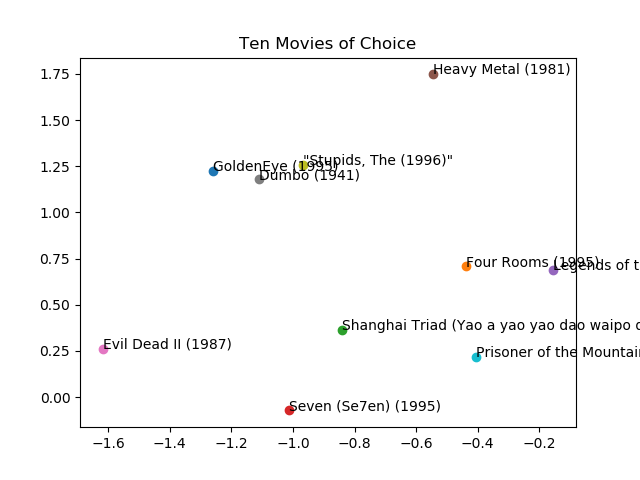 Ten Movies of Choice
1.75
1.50
1.25
1.00
0.75
0.50
0.25
0.00
Heavy Metal (1981)
"Stupids, The (1996)"
GoldenEye (1995)
Dumbo (1941)
Four Rooms (1995)
Legends of t
Shanghai Triad (Yao a yao yao dao waipo
Evil Dead II (1987)
Prisoner of the Mountain
Seven (Se7en) (1995)
−1.6 −1.4 −1.2 −1.0 −0.8 −0.6 −0.4 −0.2